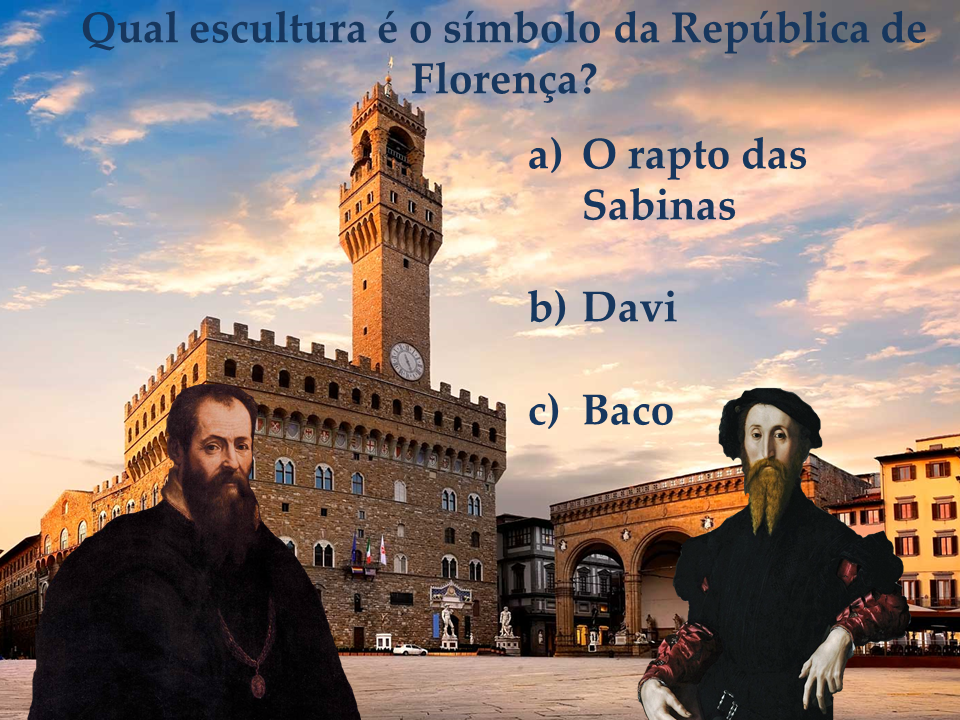 Qual escultura é o símbolo da República de
Florença?
a) O rapto das
Sabinas
b) Davi
c) Baco